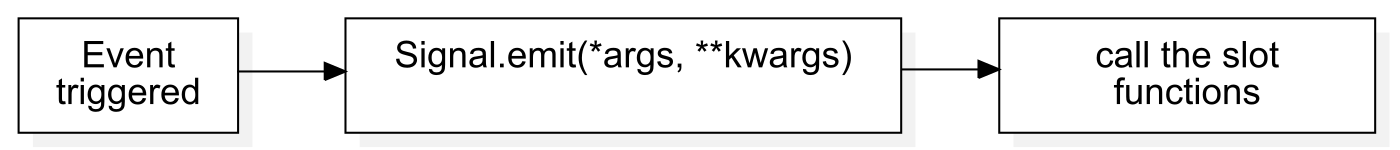 Event
triggered
Signal.emit(*args, **kwargs)
call the slot
functions